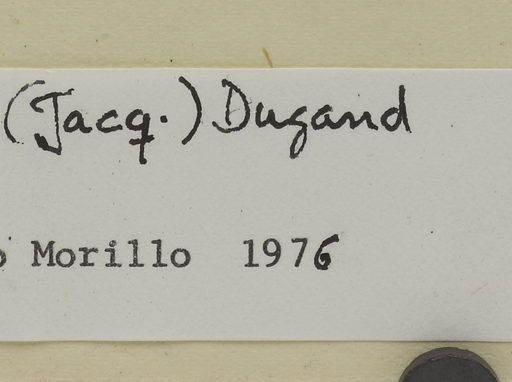 (Jacq.) Dugand
o Morillo 1976